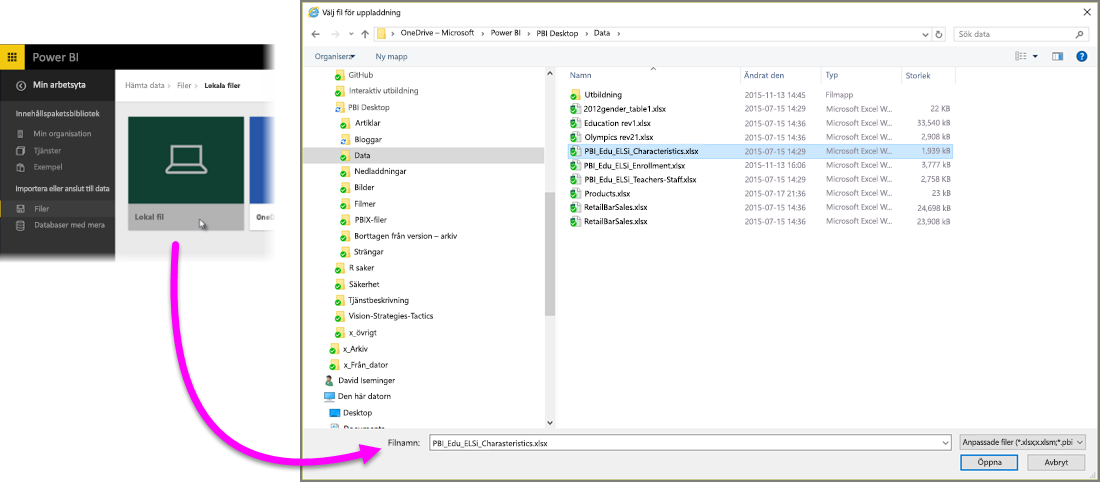 Power BI
Min arbetsyta
Hämta data > Filer > Lokala filer
Innehållspaketsbibliotek
Min organisation
Tjänster
Exempel
Importera eller anslut till data
Filer
Databaser med mera
Lokal fil
OneD
Välj fil för uppladdning
OneDrive – Microsoft > Power BI > PBI Desktop > Data >
Sök data
Organisera
Ny mapp
GitHub
Interaktiv utbildning
PBI Desktop
Artiklar
Bloggar
Data
Nedladdningar
Bilder
Filmer
PBIX-filer
Borttagen från version – arkiv
Strängar
R saker
Säkerhet
Tjänstbeskrivning
Vision-Strategies-Tactics
x_övrigt
x_Arkiv
x_Från_dator
David Iseminger
Den här datorn
Desktop
Documents
Namn Ändrat den Typ Storlek
Utbildning 2015-11-13 14:45 Filmapp
2012gender_table1.xlsx 2015-07-15 14:29 Microsoft Excel W... 22 KB
Education rev1.xlsx 2015-07-15 14:36 Microsoft Excel W... 33,540 kB
Olympics rev21.xlsx 2015-07-15 14:36 Microsoft Excel W... 2,908 kB
PBI_Edu_ELSi_Characteristics.xlsx 2015-07-15 14:29 Microsoft Excel W... 1,939 kB
PBI_Edu_ELSi_Enrollment.xlsx 2015-11-13 16:06 Microsoft Excel W... 3,777 kB
PBI_Edu_ELSi_Teachers-Staff.xlsx 2015-07-15 14:29 Microsoft Excel W... 2,758 KB
Products.xlsx 2015-07-17 21:36 Microsoft Excel W... 23 kB
RetailBarSales.xlsx 2015-07-15 14:36 Microsoft Excel W... 24,698 kB
RetailBarSales.xlsx 2015-07-15 14:36 Microsoft Excel W... 23,908 kB
Filnamn: PBI_Edu_ELSi_Charasteristics.xlsx
Anpassade filer (*.xlsx;x.xlsm;*.pbi
Öppna
Avbryt